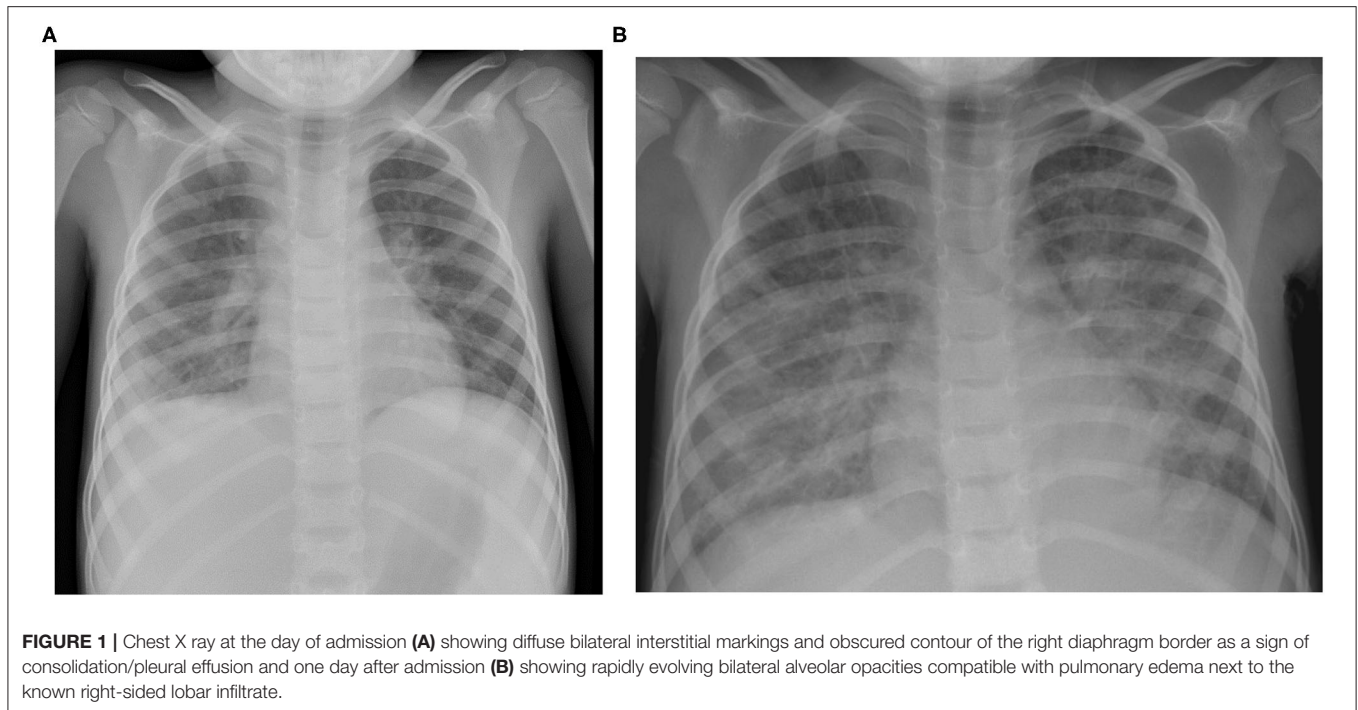 A
B
FIGURE 1 | Chest X ray at the day of admission (A) showing diffuse bilateral interstitial markings and obscured contour of the right diaphragm border as a sign of
consolidation/pleural effusion and one day after admission (B) showing rapidly evolving bilateral alveolar opacities compatible with pulmonary edema next to the
known right-sided lobar infiltrate.